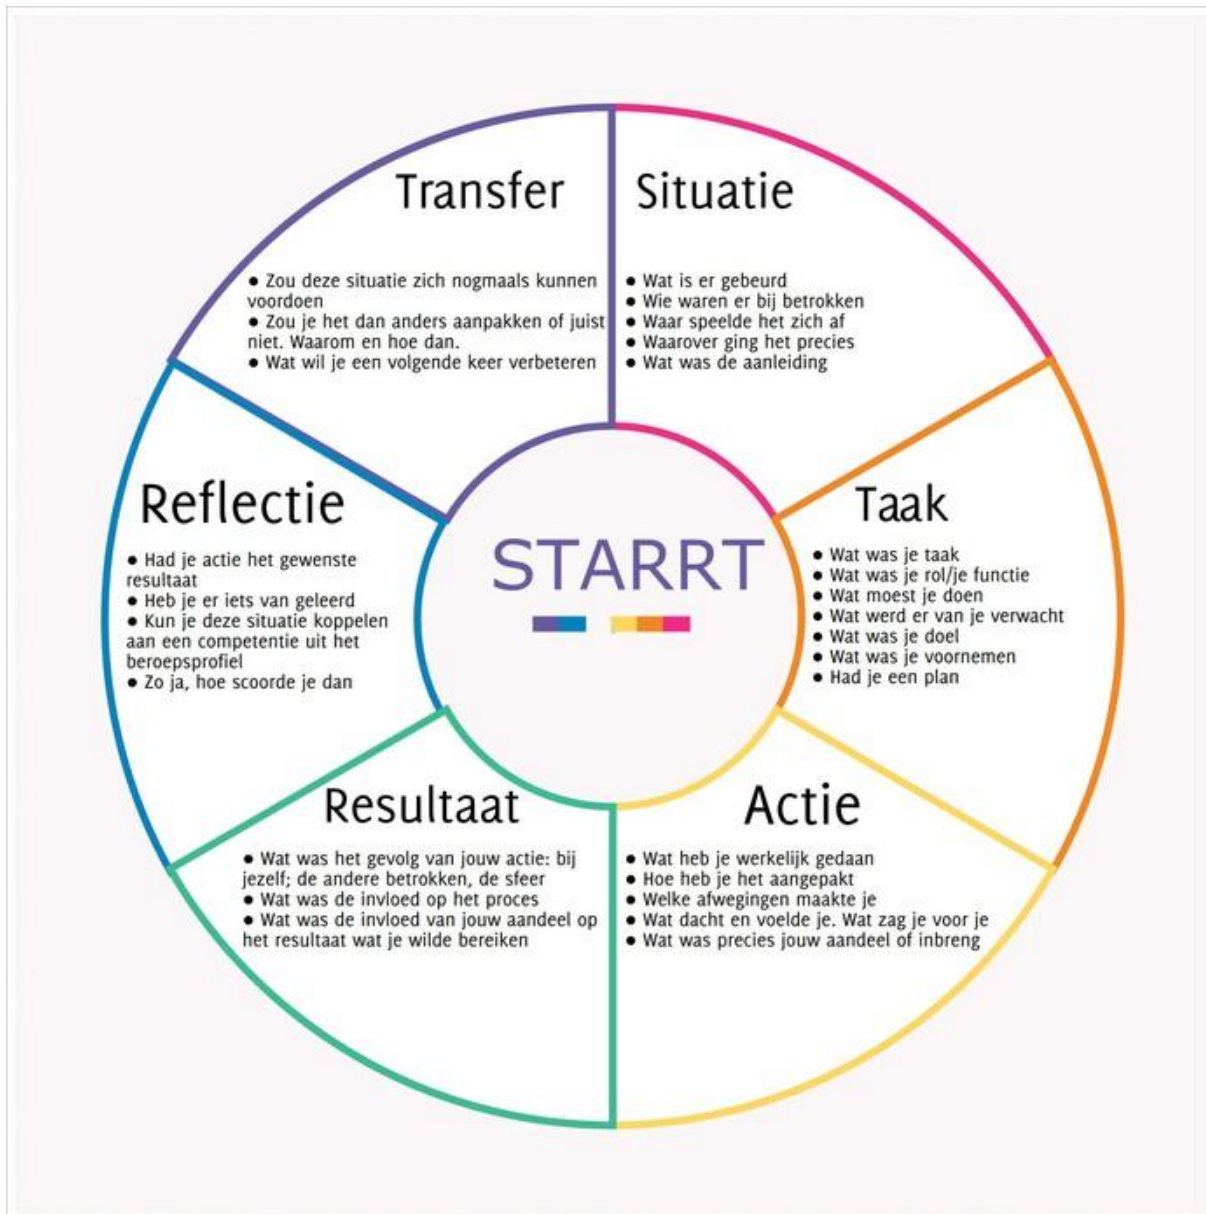 STARRT
Situatie
● Wat is er gebeurd
● Wie waren er bij betrokken
● Waar speelde het zich af
● Waarover ging het precies
● Wat was de aanleiding
Taak
● Wat was je taak
● Wat was je rol/je functie
● Wat moest je doen
● Wat werd er van je verwacht
● Wat was je doel
● Wat was je voornemen
● Had je een plan
Actie
● Wat heb je werkelijk gedaan
● Hoe heb je het aangepakt
● Welke afwegingen maakte je
● Wat dacht en voelde je. Wat zag je voor je
● Wat was precies jouw aandeel of inbreng
Resultaat
● Wat was het gevolg van jouw actie: bij
jezelf; de andere betrokken, de sfeer
● Wat was de invloed op het proces
● Wat was de invloed van jouw aandeel op
het resultaat wat je wilde bereiken
Reflectie
● Had je actie het gewenste
resultaat
● Heb je er iets van geleerd
● Kun je deze situatie koppelen
aan een competentie uit het
beroepsprofiel
● Zo ja, hoe scoorde je dan
Transfer
● Zou deze situatie zich nogmaals kunnen
voordoen
● Zou je het dan anders aanpakken of juist
niet. Waarom en hoe dan.
● Wat wil je een volgende keer verbeteren